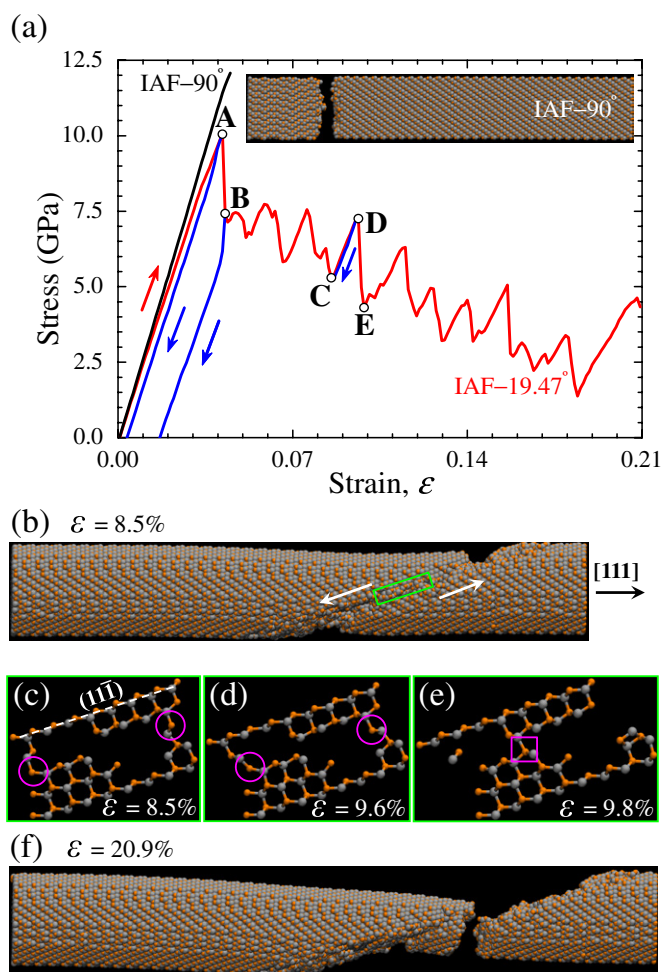 (a)
12.5
10.0
7.5
5.0
2.5
0.0
Stress (GPa)
IAF–90°
IAF–90°
A
B
C
D
E
IAF–19.47°
0.00
0.07
0.14
0.21
Strain, ε
(b) ε = 8.5%
[111]
(c)
(111̄)
ε = 8.5%
(d)
ε = 9.6%
(e)
ε = 9.8%
(f) ε = 20.9%